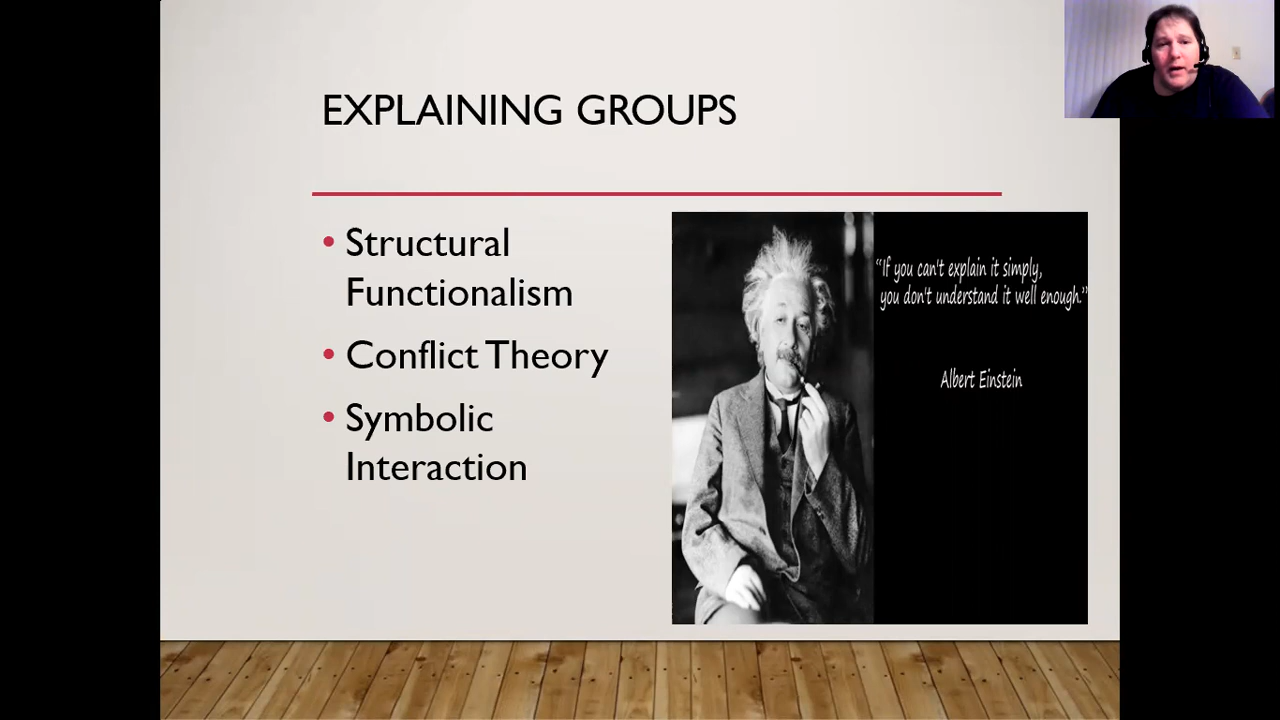 EXPLAINING GROUPS
• Structural
Functionalism
• Conflict Theory
• Symbolic
Interaction
“If you can't explain it simply,
you don't understand it well enough.”
Albert Einstein